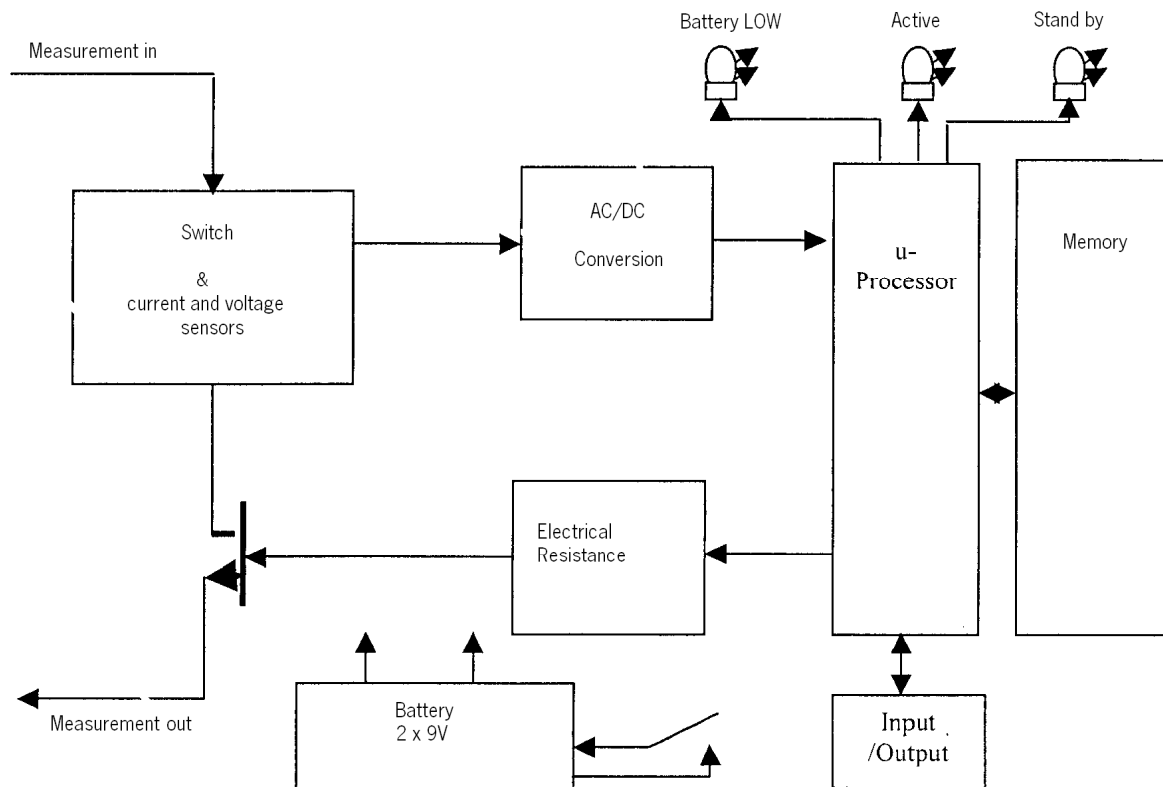 Battery LOW
Active
Stand by
Measurement in
Switch
&
current and voltage
sensors
AC/DC
Conversion
u-
Processor
Memory
Electrical
Resistance
Measurement out
Battery
2 x 9V
Input
/Output